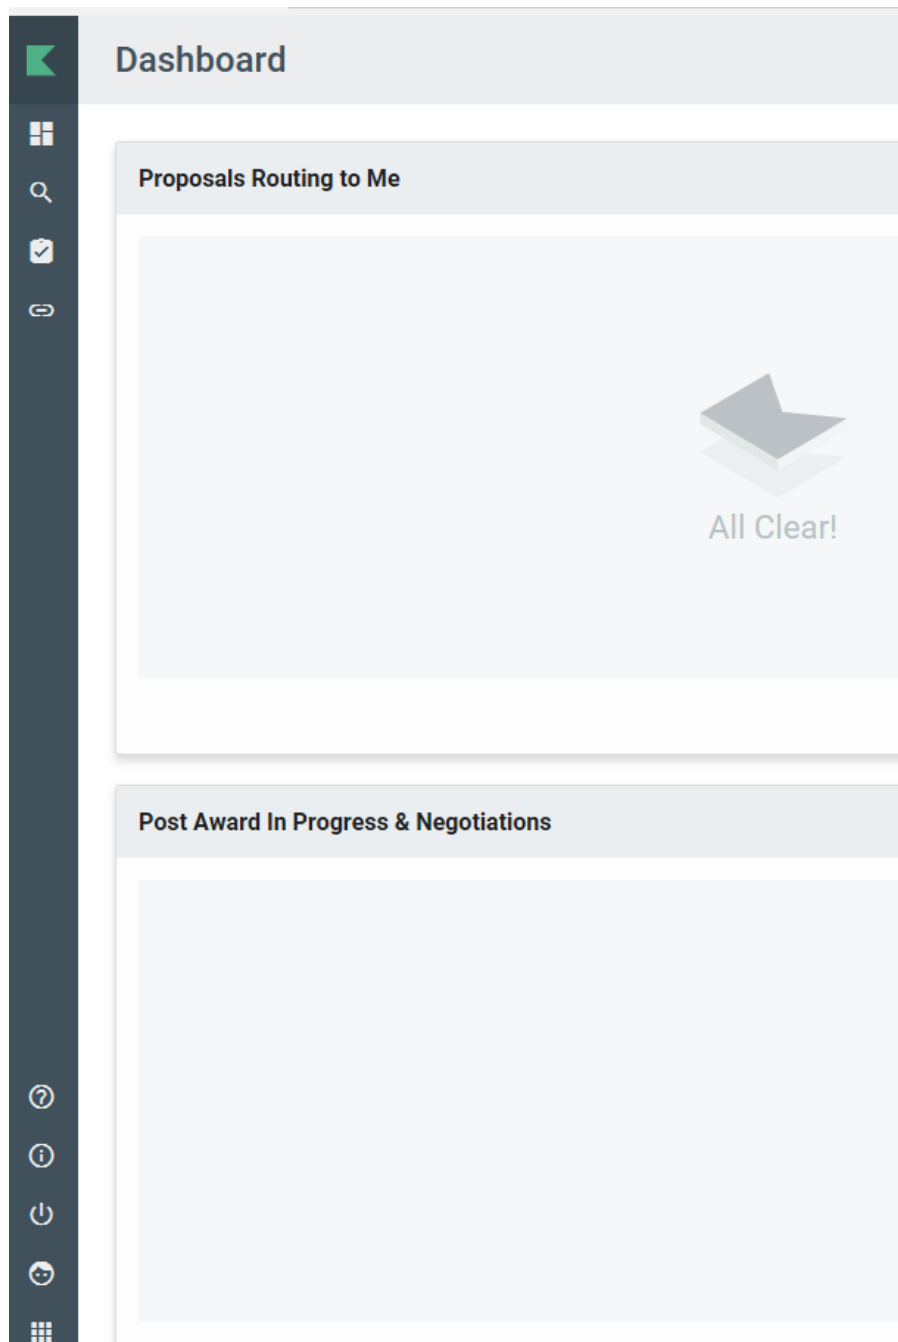 Dashboard
Proposals Routing to Me
All Clear!
Post Award In Progress & Negotiations